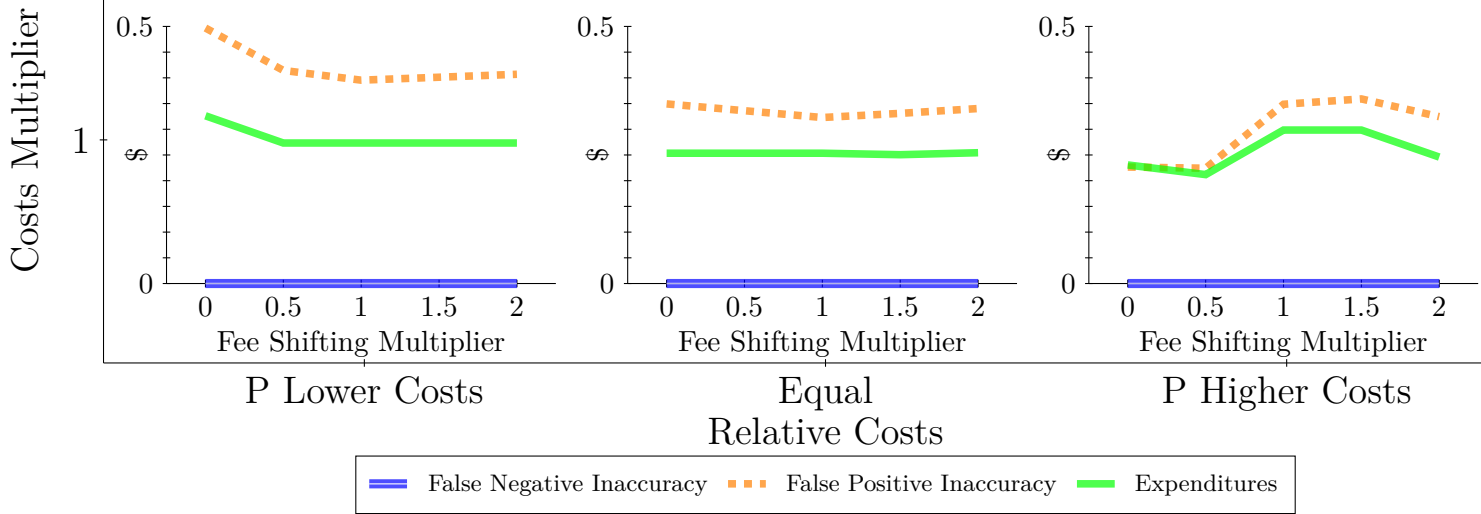 Costs Multiplier
1
0.5
$
0
0 0.5 1 1.5 2
Fee Shifting Multiplier
0.5
$
0
0 0.5 1 1.5 2
Fee Shifting Multiplier
0.5
$
0
0 0.5 1 1.5 2
Fee Shifting Multiplier
P Lower Costs
Equal
P Higher Costs
Relative Costs
False Negative Inaccuracy
False Positive Inaccuracy
Expenditures